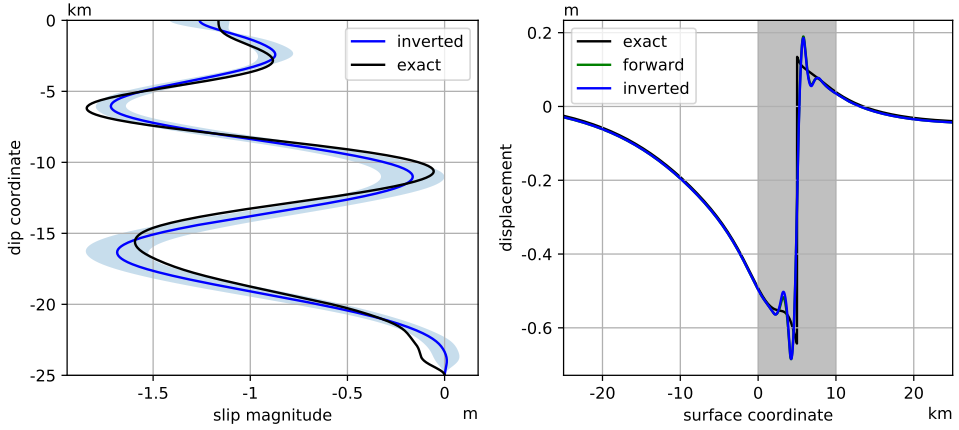 km
0
-5
-10
-15
-20
-25
dip coordinate
inverted
exact
-1.5
-1
-0.5
0
slip magnitude
m
m
0.2
0
-0.2
-0.4
-0.6
displacement
exact
forward
inverted
-20
-10
0
10
20
surface coordinate
km